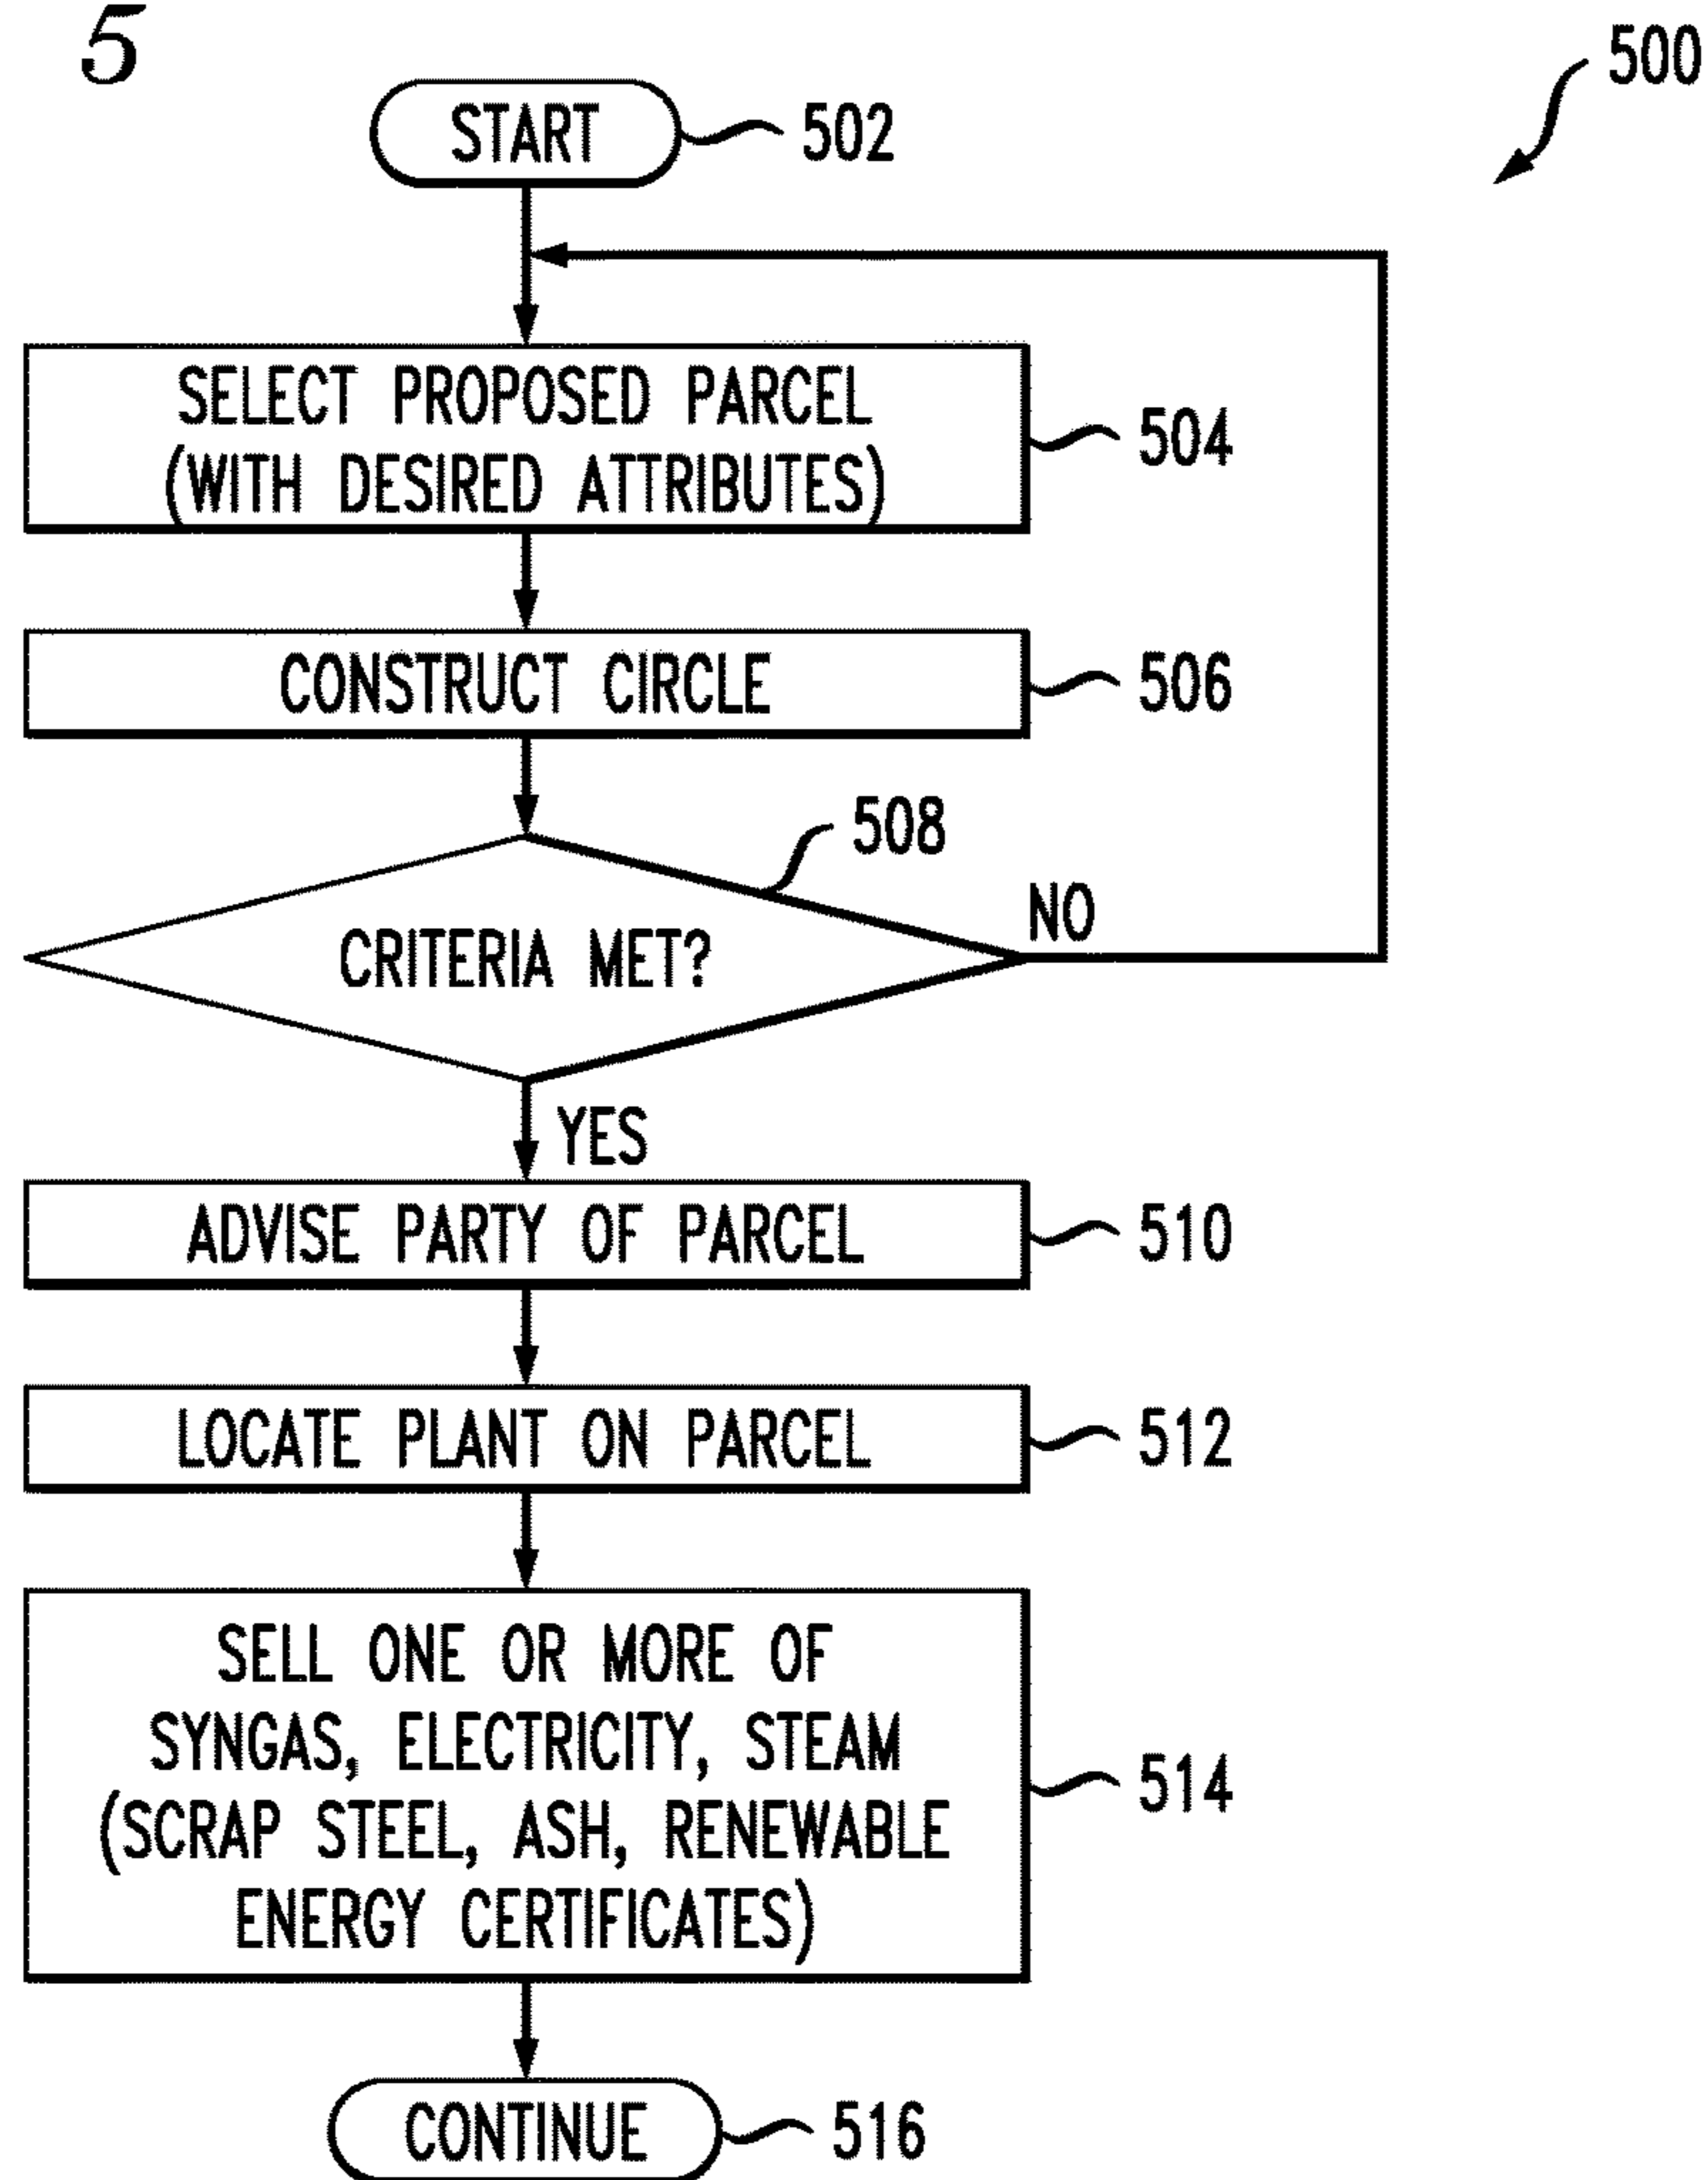 5
500
START
502
SELECT PROPOSED PARCEL
(WITH DESIRED ATTRIBUTES)
504
CONSTRUCT CIRCLE
506
508
CRITERIA MET?
NO
YES
ADVISE PARTY OF PARCEL
510
LOCATE PLANT ON PARCEL
512
SELL ONE OR MORE OF
SYNGAS, ELECTRICITY, STEAM
(SCRAP STEEL, ASH, RENEWABLE
ENERGY CERTIFICATES)
514
CONTINUE
516